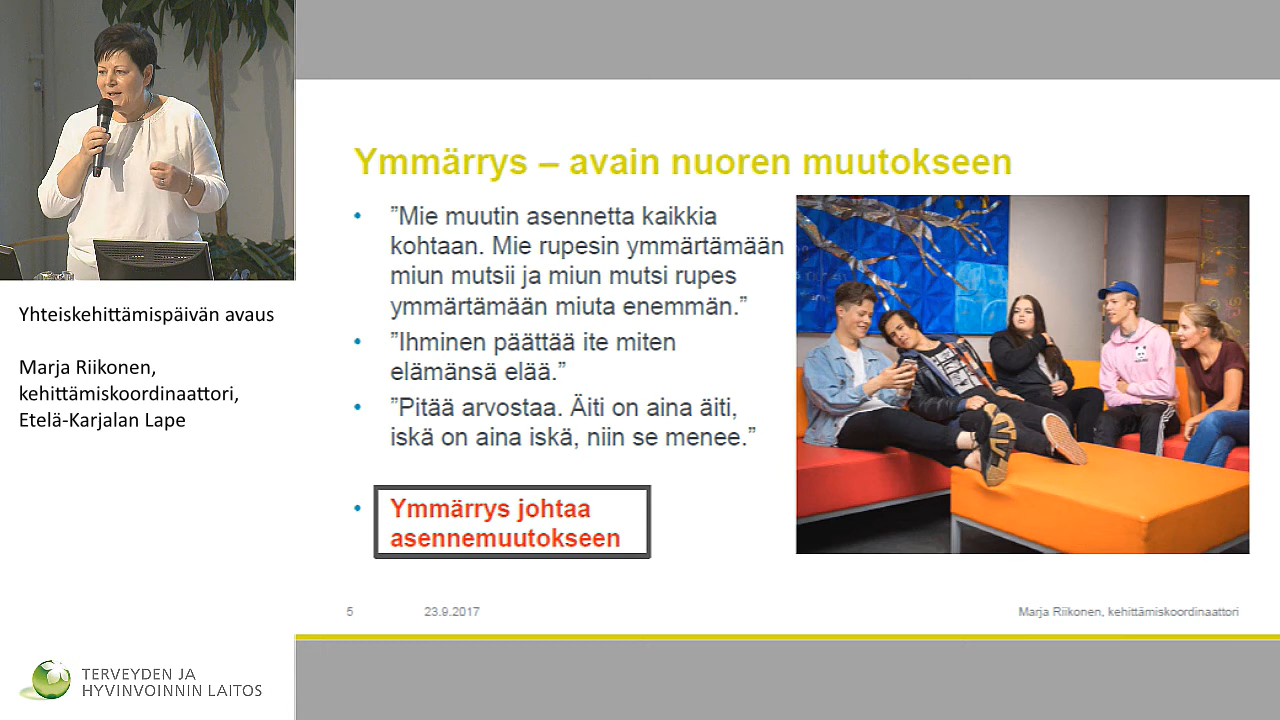 Ymmärrys – avain nuoren muutokseen
• ”Mie muutin asennetta kaikkia
kohtaan. Mie rupesin ymmärtämään
miun mutsii ja miun mutsi rupes
ymmärtämään miuta enemmän.”
• ”Ihminen päättää ite miten
elämänsä elää.”
• ”Pitää arvostaa. Äiti on aina äiti,
iskä on aina iskä, niin se menee.”
• Ymmärrys johtaa
asennemuutokseen
5 23.9.2017 Marja Riikonen, kehittämiskoordinaattori
Yhteiskehittämispäivän avaus
Marja Riikonen,
kehittämiskoordinaattori,
Etelä-Karjalan Lape
TERVEYDEN JA
HYVINVOINNIN LAITOS